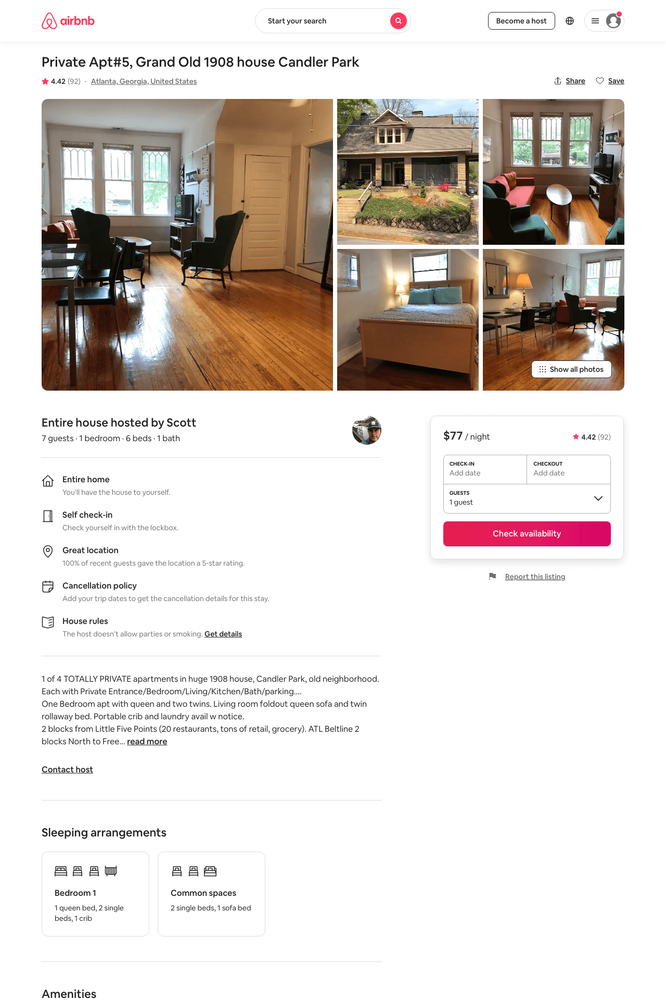 airbnb
Start your search
Become a host
Private Apt#5, Grand Old 1908 house Candler Park
4.42 (92) · Atlanta, Georgia, United States
Share
Save
Show all photos
Entire house hosted by Scott
7 guests · 1 bedroom · 6 beds · 1 bath
Entire home
You’ll have the house to yourself.
Self check-in
Check yourself in with the lockbox.
Great location
100% of recent guests gave the location a 5-star rating.
Cancellation policy
Add your trip dates to get the cancellation details for this stay.
House rules
The host doesn’t allow parties or smoking. Get details
$77 / night
4.42 (92)
CHECK-IN
Add date
CHECKOUT
Add date
GUESTS
1 guest
Check availability
Report this listing
1 of 4 TOTALLY PRIVATE apartments in huge 1908 house, Candler Park, old neighborhood.
Each with Private Entrance/Bedroom/Living/Kitchen/Bath/parking....
One Bedroom apt with queen and two twins. Living room foldout queen sofa and twin
rollaway bed. Portable crib and laundry avail w notice.
2 blocks from Little Five Points (20 restaurants, tons of retail, grocery). ATL Beltline 2
blocks North to Free… read more
Contact host
Sleeping arrangements
Bedroom 1
1 queen bed, 2 single
beds, 1 crib
Common spaces
2 single beds, 1 sofa bed
Amenities